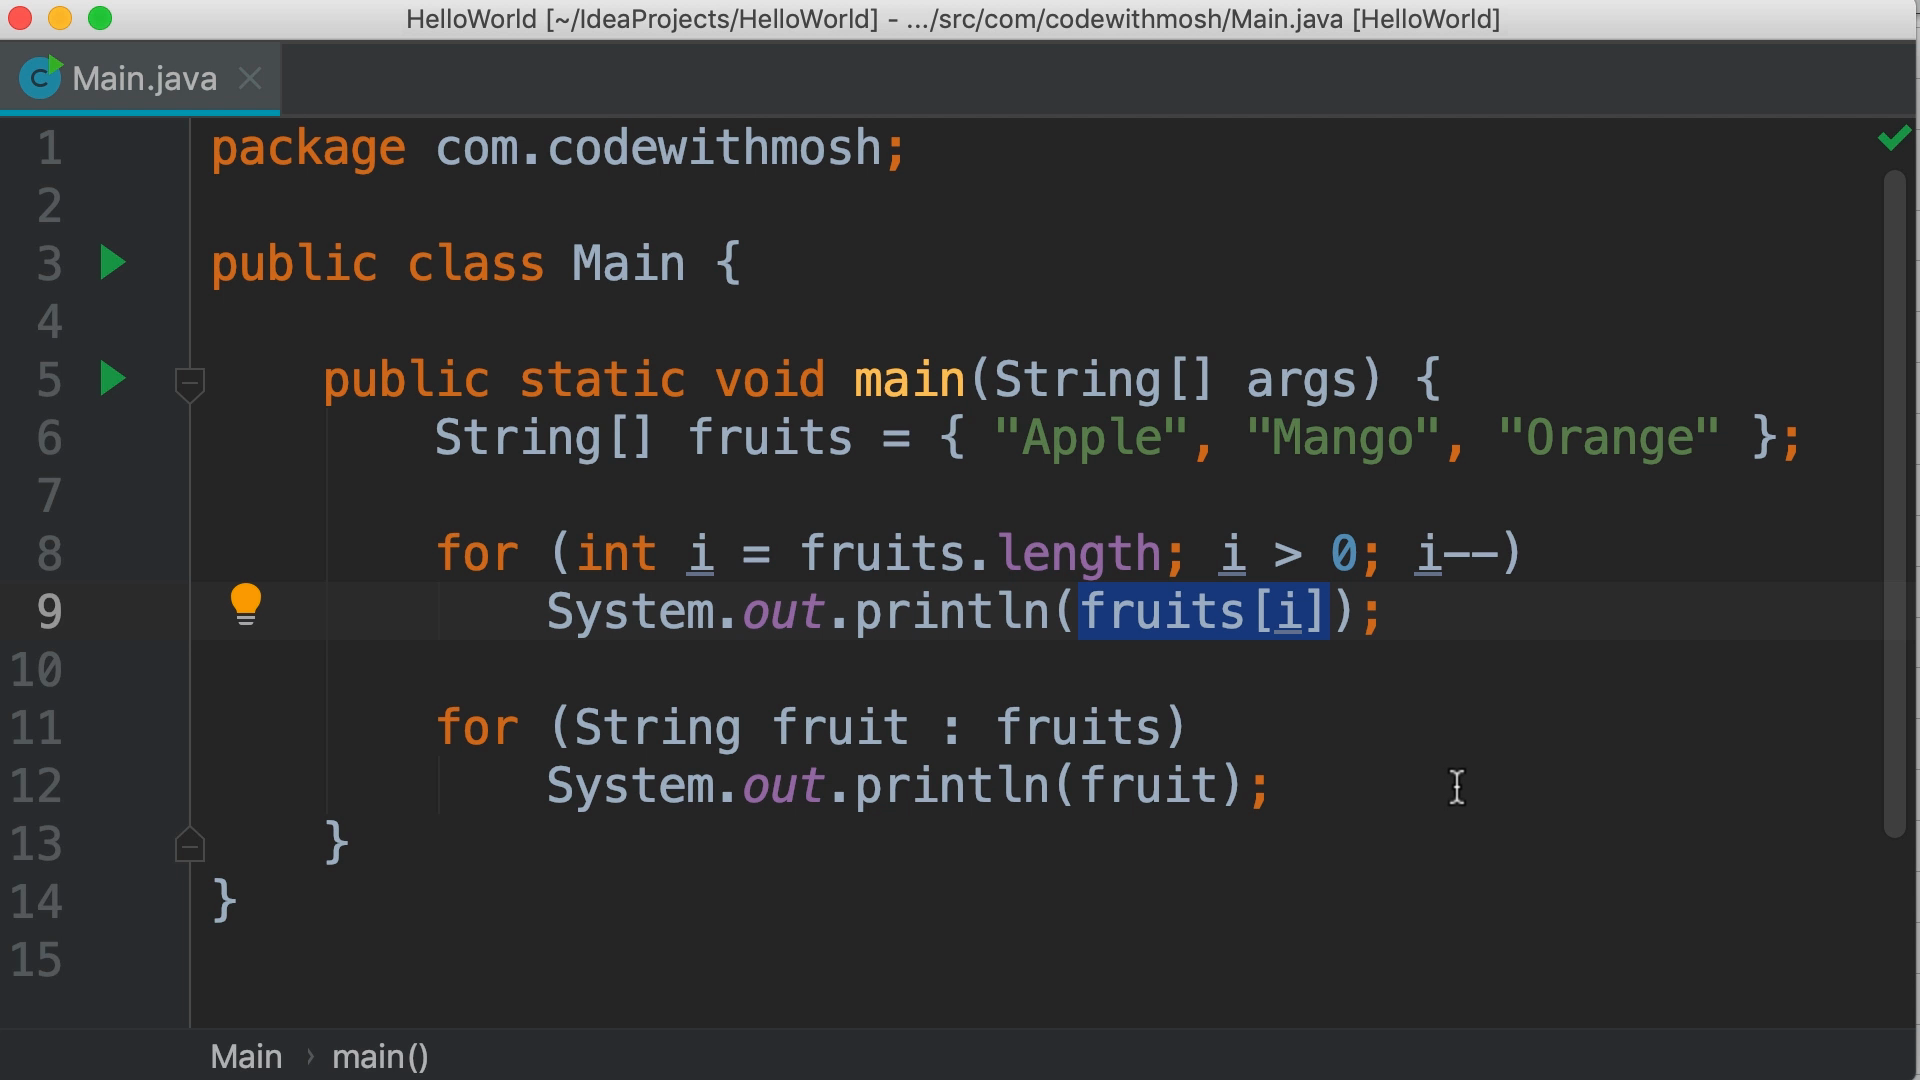 HelloWorld [~/IdeaProjects/HelloWorld] - .../src/com/codewithmosh/Main.java [HelloWorld]
C Main.java
1 package com.codewithmosh;
2
3 public class Main {
4
5 public static void main(String[] args) {
6 String[] fruits = { "Apple", "Mango", "Orange" };
7
8 for (int i = fruits.length; i > 0; i--)
9 System.out.println(fruits[i]);
10
11 for (String fruit : fruits)
12 System.out.println(fruit);
13 }
14 }
15
Main › main()